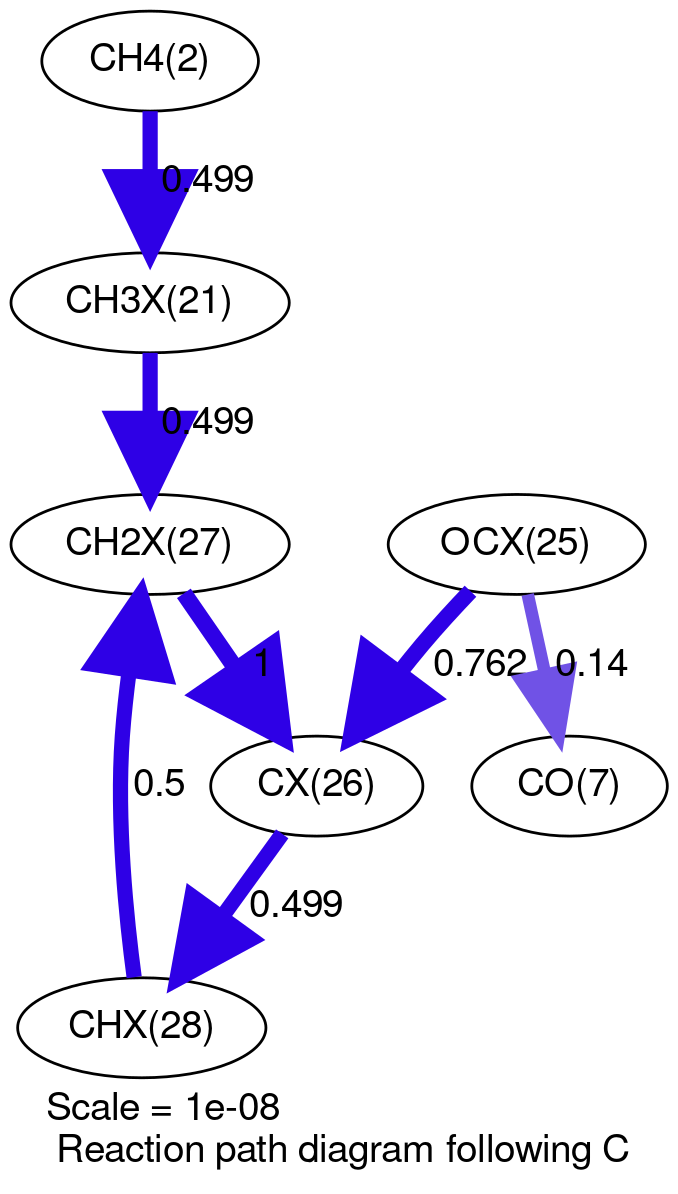 CH4(2)
0.499
CH3X(21)
0.499
CH2X(27)
OCX(25)
1
0.762
0.14
0.5
CX(26)
CO(7)
0.499
CHX(28)
Scale = 1e-08
Reaction path diagram following C